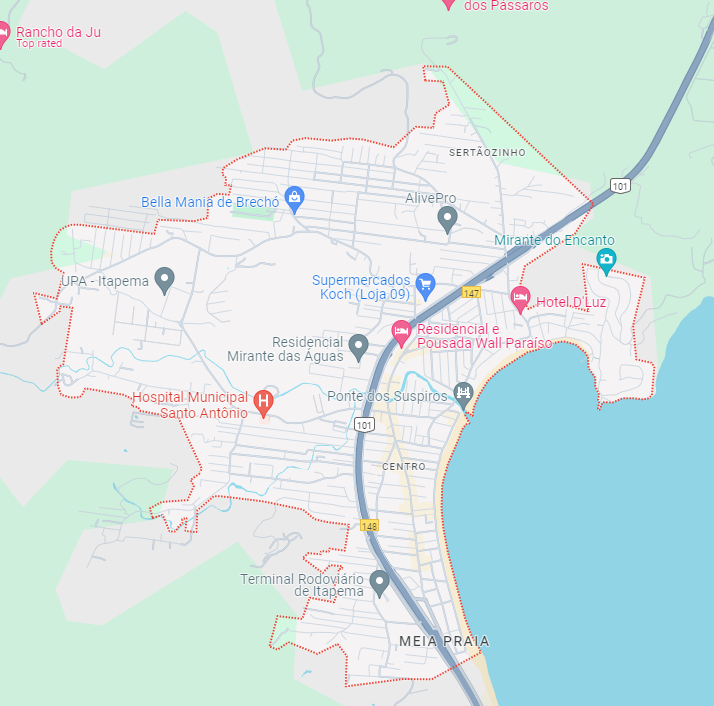 dos Pássaros
Rancho da Ju
Top rated
SERTÃOZINHO
101
AlivePro
Bella Mania de Brechó
Mirante do Encanto
UPA - Itapema
Supermercados
Koch (Loja 09)
147
Hotel D'Luz
Residencial e
Pousada Wall Paraíso
Residencial
Mirante das Águas
Ponte dos Suspiros
Hospital Municipal
Santo Antônio
101
CENTRO
148
Terminal Rodoviário
de Itapema
MEIA PRAIA